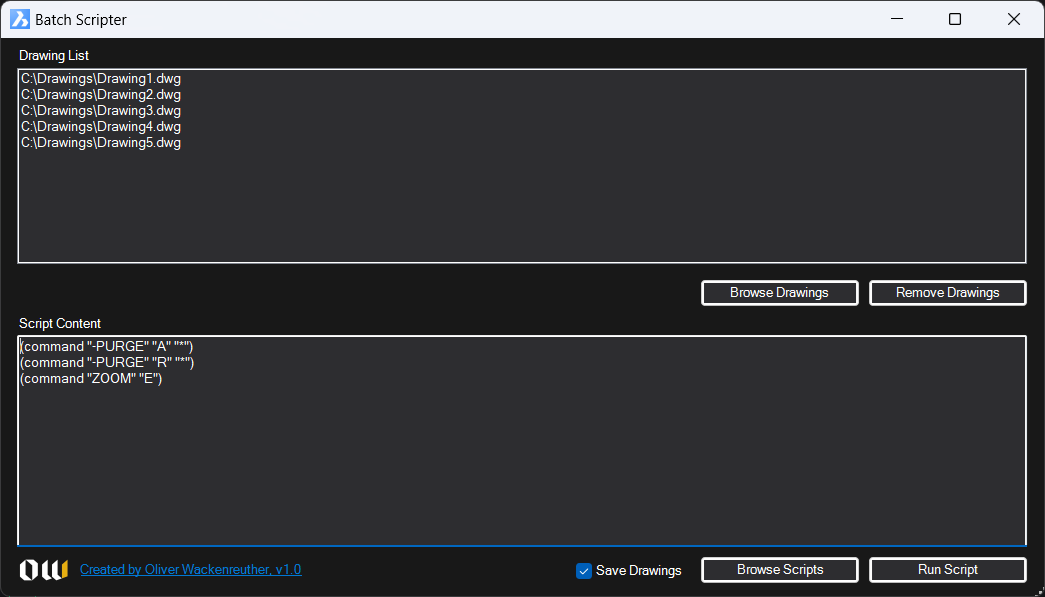 Batch Scripter
Drawing List
C:\Drawings\Drawing1.dwg
C:\Drawings\Drawing2.dwg
C:\Drawings\Drawing3.dwg
C:\Drawings\Drawing4.dwg
C:\Drawings\Drawing5.dwg
Browse Drawings Remove Drawings
Script Content
(command "-PURGE" "A" "*")
(command "-PURGE" "R" "*")
(command "ZOOM" "E")
OW Created by Oliver Wackenreuther, v1.0 Save Drawings Browse Scripts Run Script